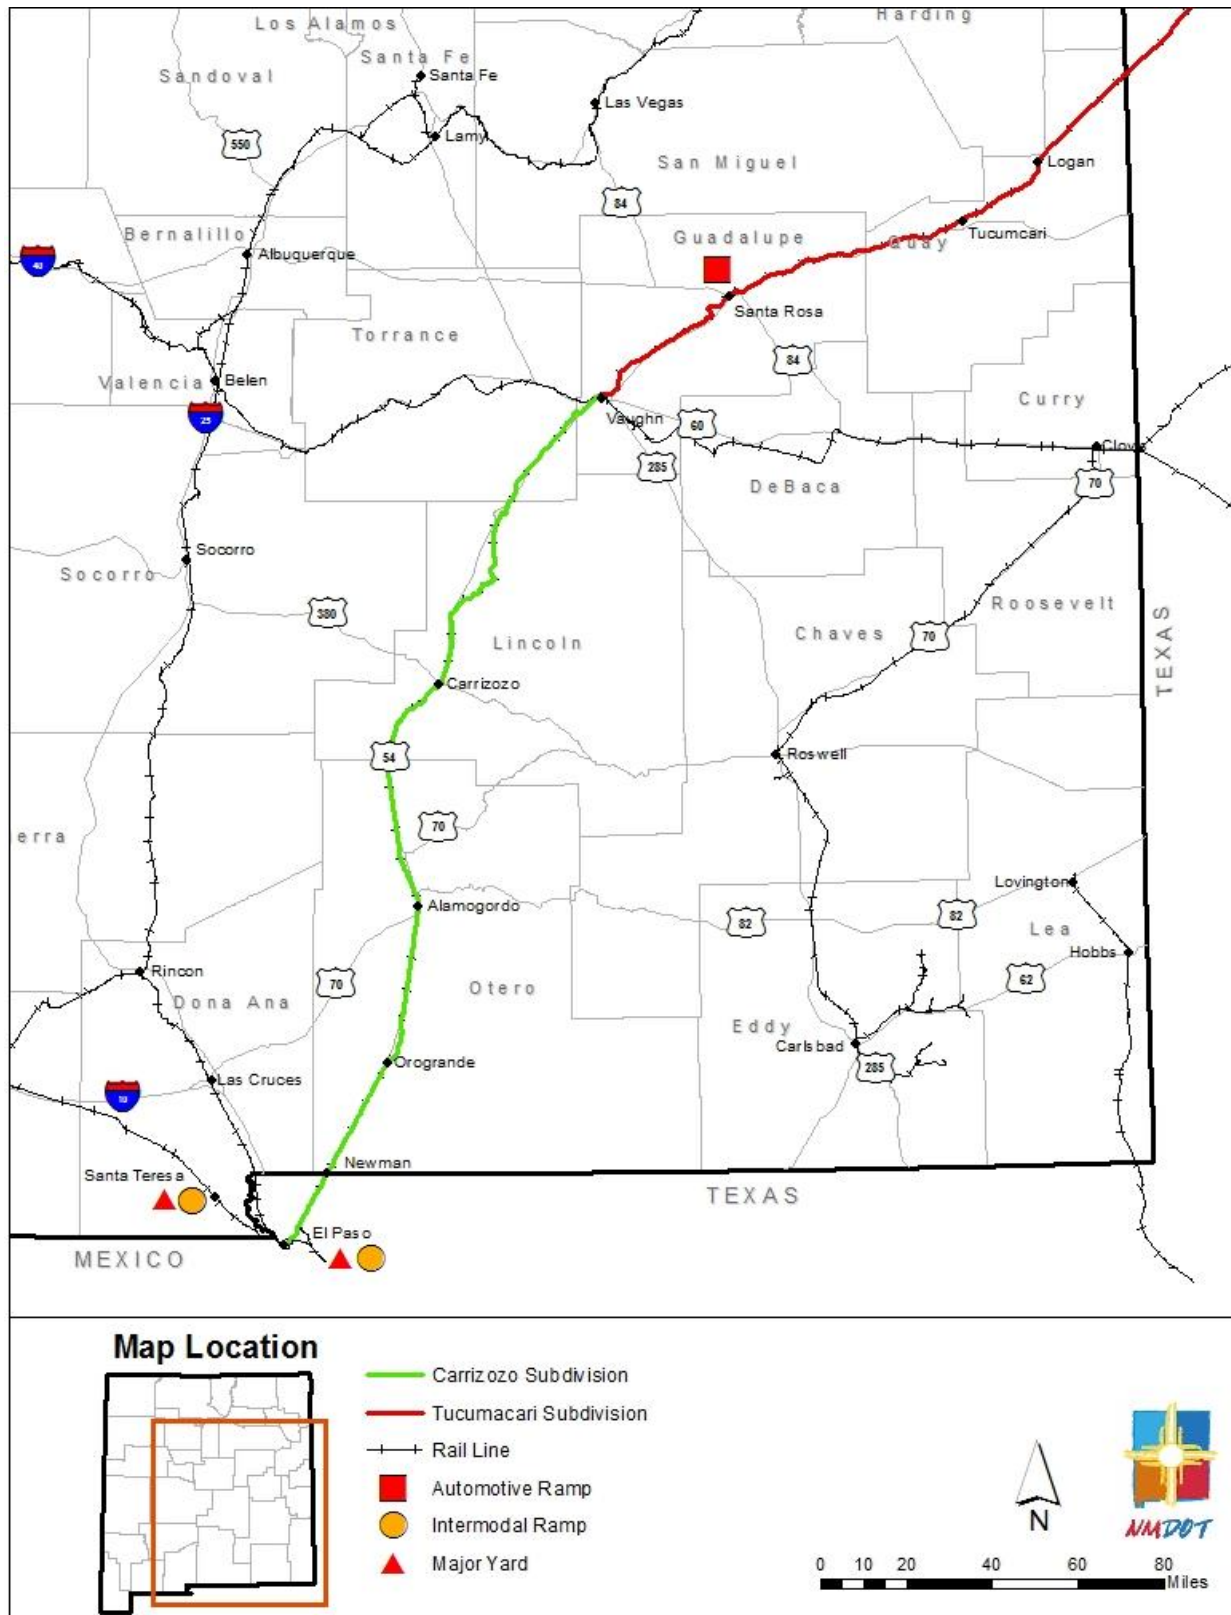 Harding
Los Alamos
Santa Fe
Sandoval
Santa Fe
Las Vegas
550
Lamy
San Miguel
Logan
84
Bernalillo
Guadalupe
Quay
Tucumcari
40
Albuquerque
Santa Rosa
Torrance
84
Valencia
Belen
Curry
25
Vaughn
60
Clovis
285
DeBaca
70
Socorro
Socorro
Roosevelt
380
Lincoln
Chaves
70
TEXAS
Carrizozo
54
Roswell
70
erra
Lovington
Alamogordo
82
82
Lea
Hobbs
Rincon
70
Otero
62
Dona Ana
Eddy
Carlsbad
Orogrande
285
Las Cruces
10
Newman
Santa Teresa
TEXAS
El Paso
MEXICO
Map Location
Carrizozo Subdivision
Tucumacari Subdivision
Rail Line
Automotive Ramp
Intermodal Ramp
Major Yard
N
NMDOT
0 10 20 40 60 80
Miles